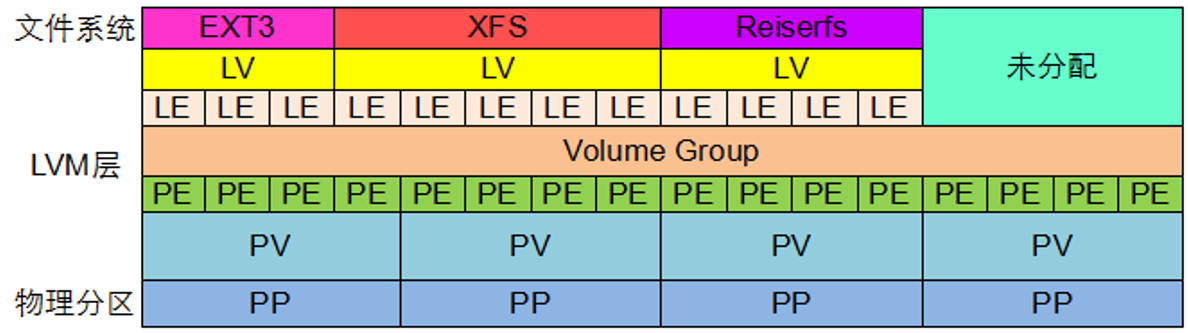 文件系统 EXT3 XFS Reiserfs
LV LV LV 未分配
LE LE LE LE LE LE LE LE LE LE LE LE
LVM层 Volume Group
PE PE PE PE PE PE PE PE PE PE PE PE PE PE PE PE
PV PV PV PV
物理分区 PP PP PP PP